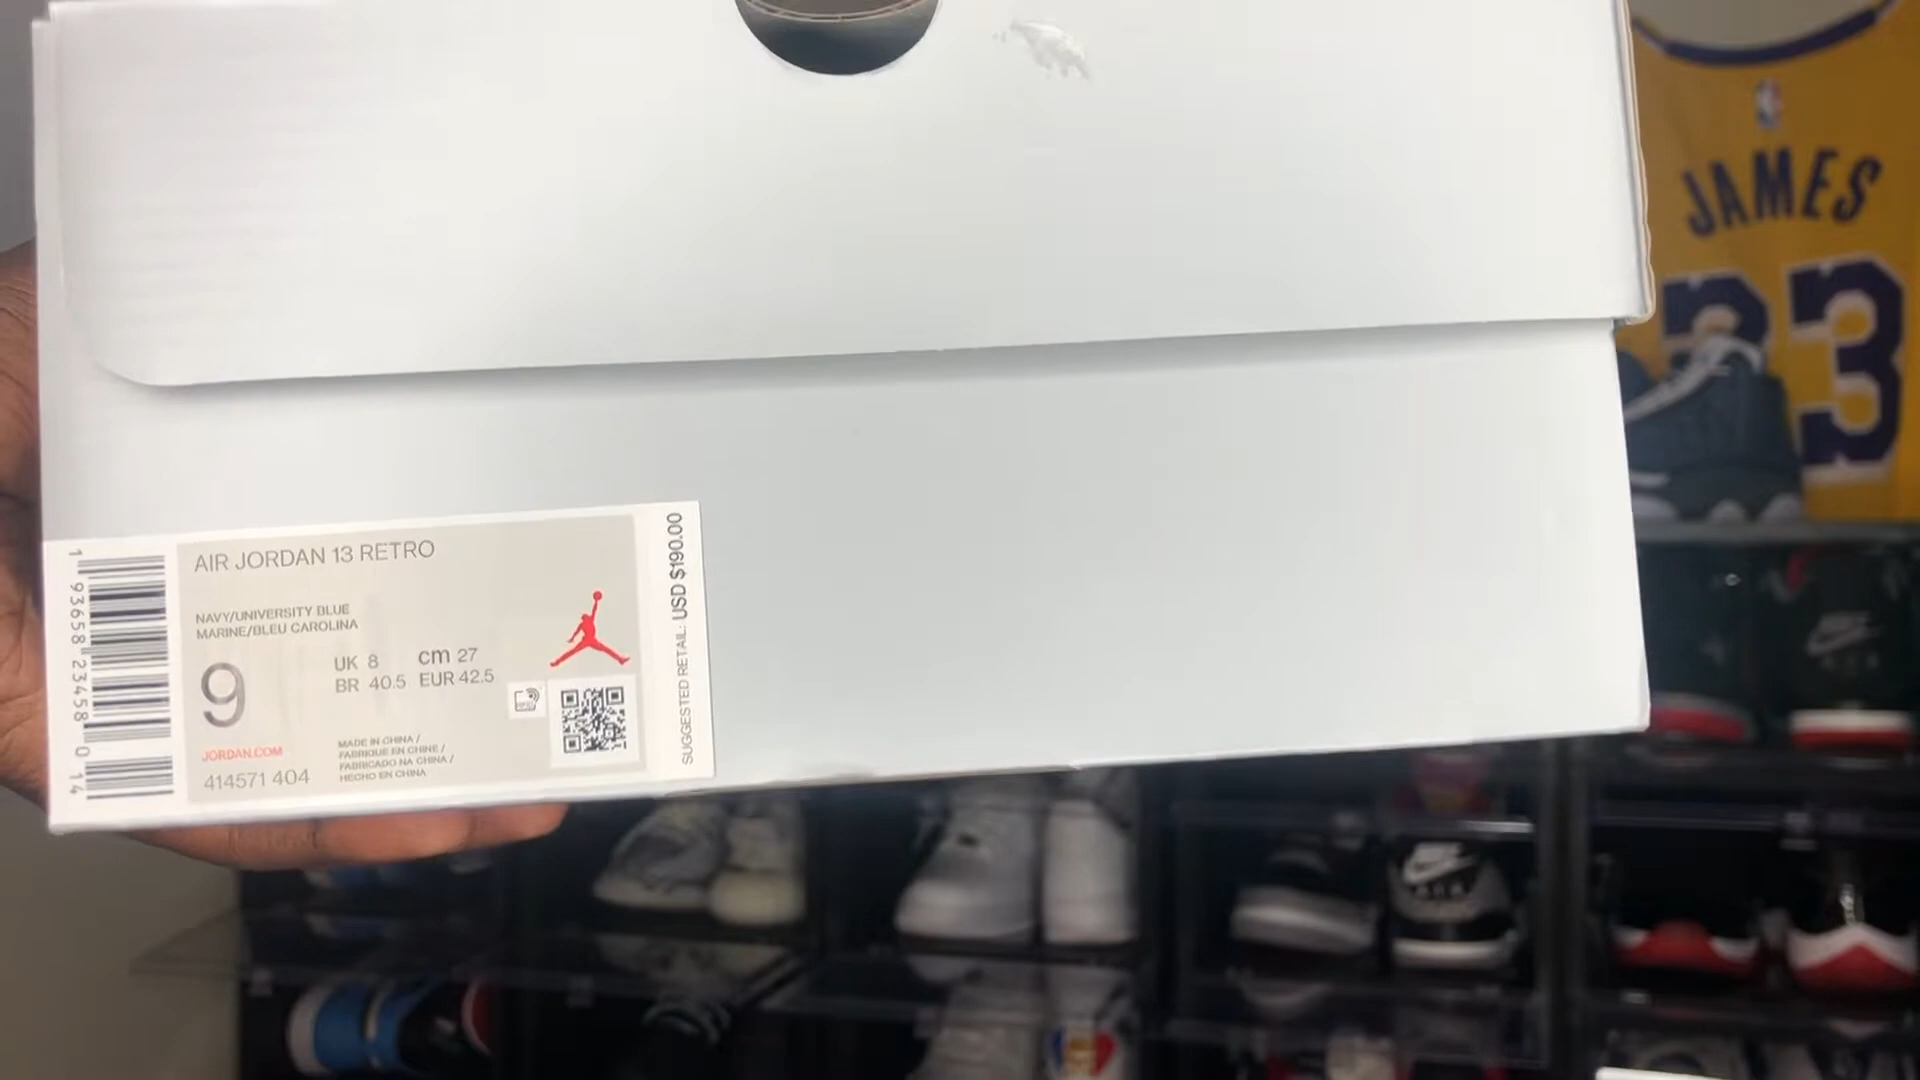 JAMES
23
AIR JORDAN 13 RETRO
NAVY/UNIVERSITY BLUE
MARINE/BLEU CAROLINA
9
UK 8 cm 27
BR 40.5 EUR 42.5
JORDAN.COM
414571 404
MADE IN CHINA /
FABRIQUE EN CHINE /
FABRICADO NA CHINA /
HECHO EN CHINA
1 93658 23458 0 14
SUGGESTED RETAIL: USD $190.00